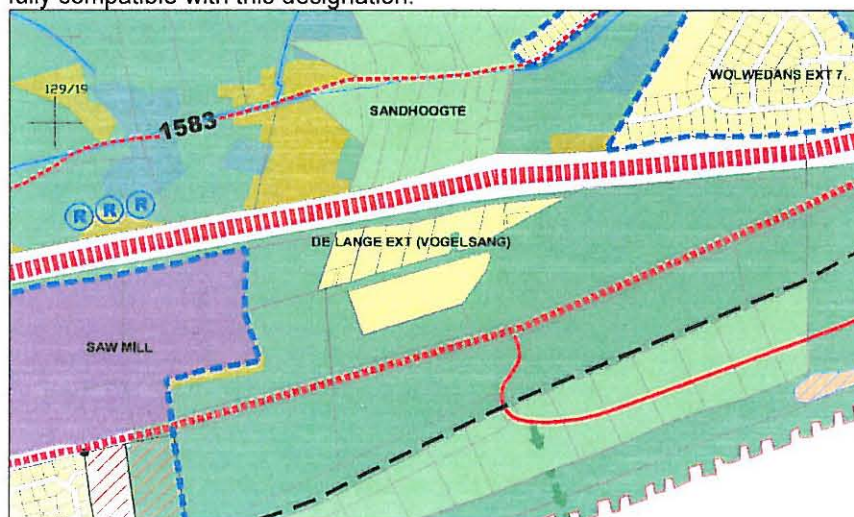 fully compatible with this designation.
WOLWEDANS EXT 7
129/19
SANDHOOGTE
1583
R R R
DE LANGE EXT (VOGELSANG)
SAW MILL